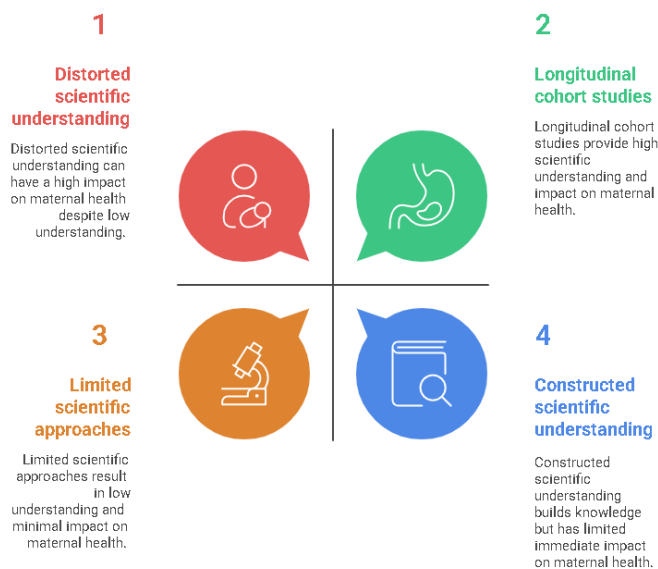 1
Distorted
scientific
understanding
Distorted scientific
understanding can
have a high impact
on maternal health
despite low
understanding.
2
Longitudinal
cohort studies
Longitudinal cohort
studies provide high
scientific
understanding and
impact on maternal
health.
3
Limited
scientific
approaches
Limited scientific
approaches result
in low
understanding and
minimal impact on
maternal health.
4
Constructed
scientific
understanding
Constructed
scientific
understanding
builds knowledge
but has limited
immediate impact
on maternal health.